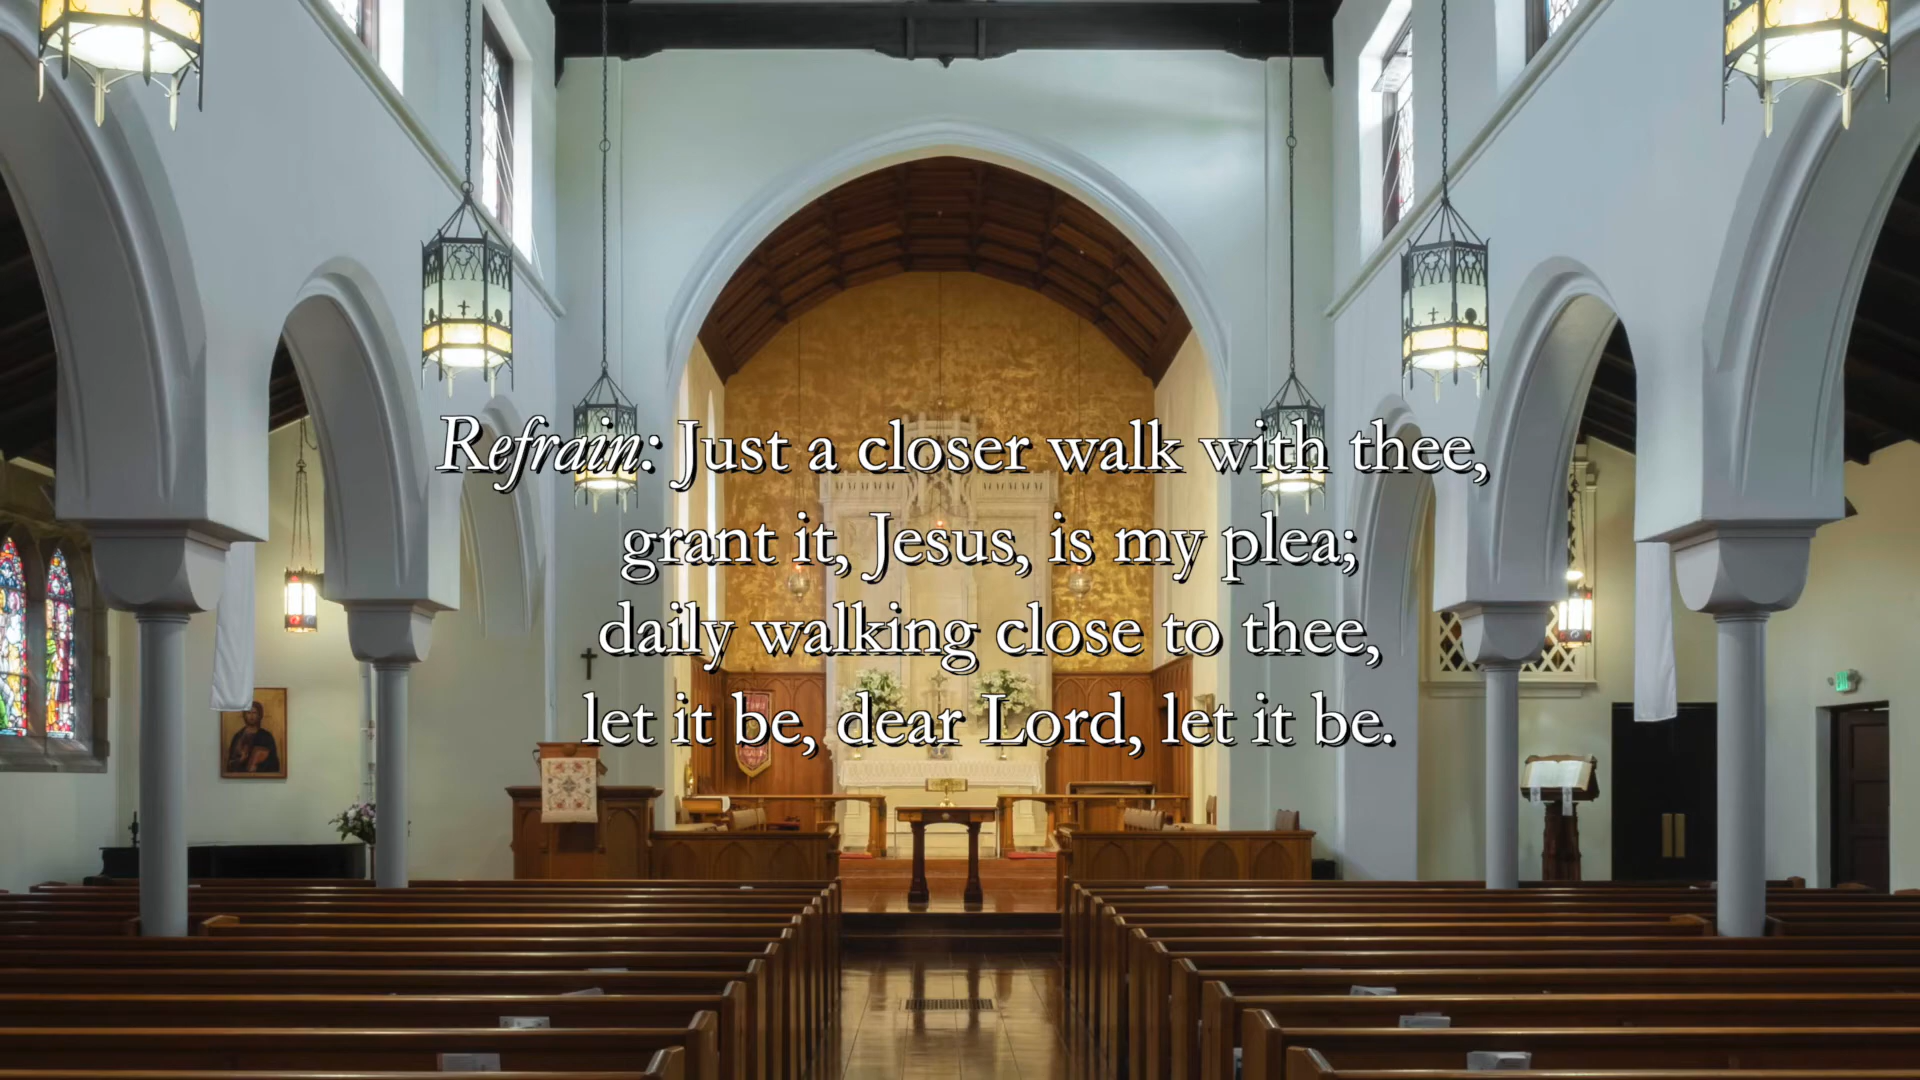 Refrain: Just a closer walk with thee,
grant it, Jesus, is my plea;
daily walking close to thee,
let it be, dear Lord, let it be.